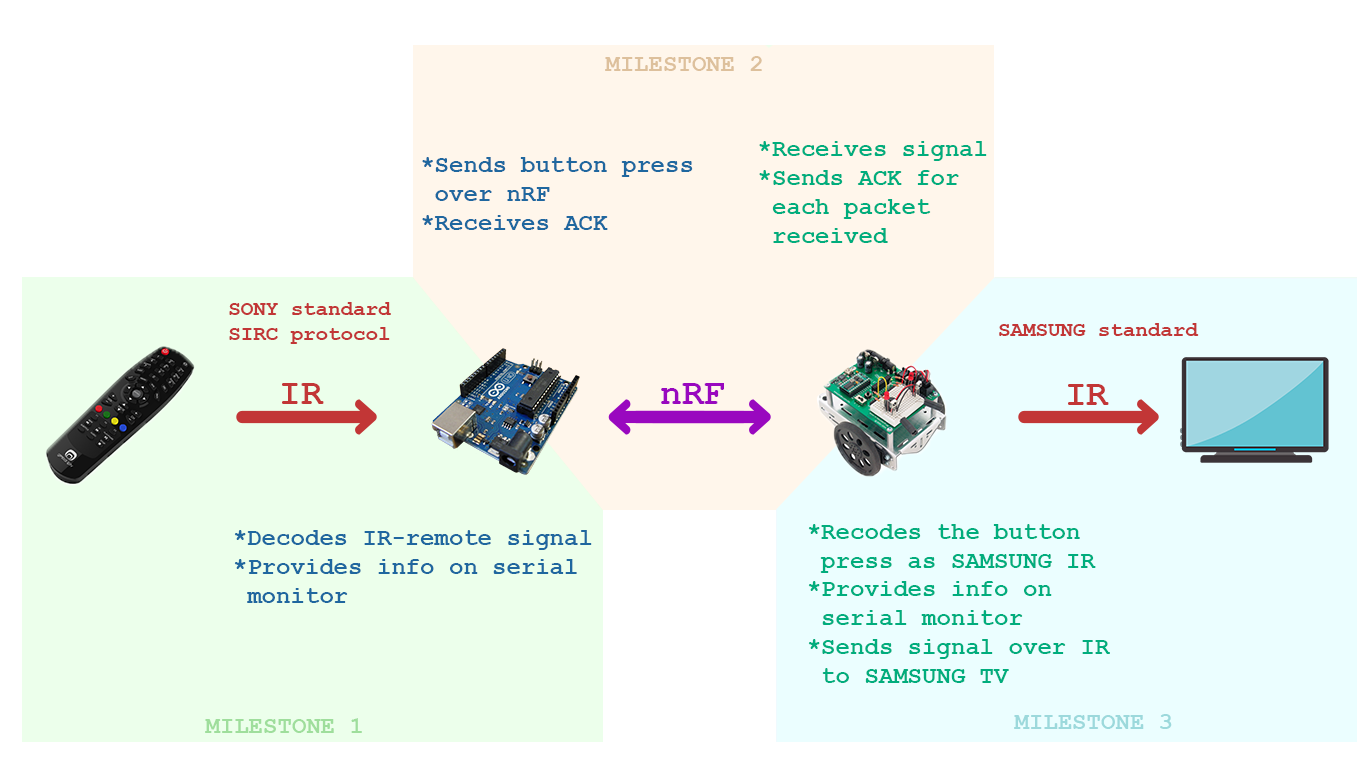 MILESTONE 2
*Sends button press
over nRF
*Receives ACK
*Receives signal
*Sends ACK for
each packet
received
SONY standard
SIRC protocol
IR
nRF
SAMSUNG standard
IR
*Decodes IR-remote signal
*Provides info on serial
monitor
MILESTONE 1
*Recodes the button
press as SAMSUNG IR
*Provides info on
serial monitor
*Sends signal over IR
to SAMSUNG TV
MILESTONE 3